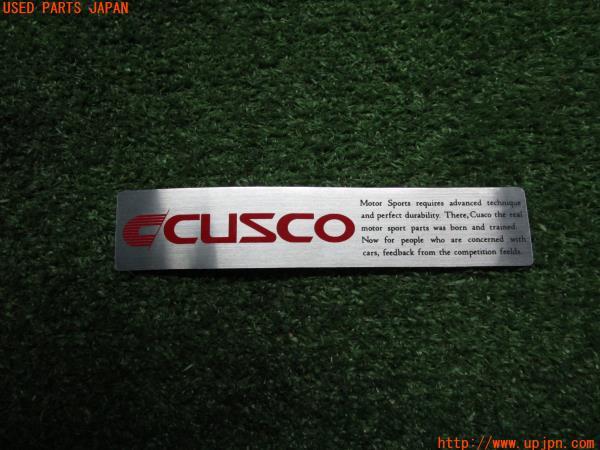 USED PARTS JAPAN
CUSCO
Motor Sports requires advanced technique
and perfect durability. There, Cusco the real
motor sport parts was born and trained.
Now for people who are concerned with
cars, feedback from the competition feelds.
http://www.upjpn.com/